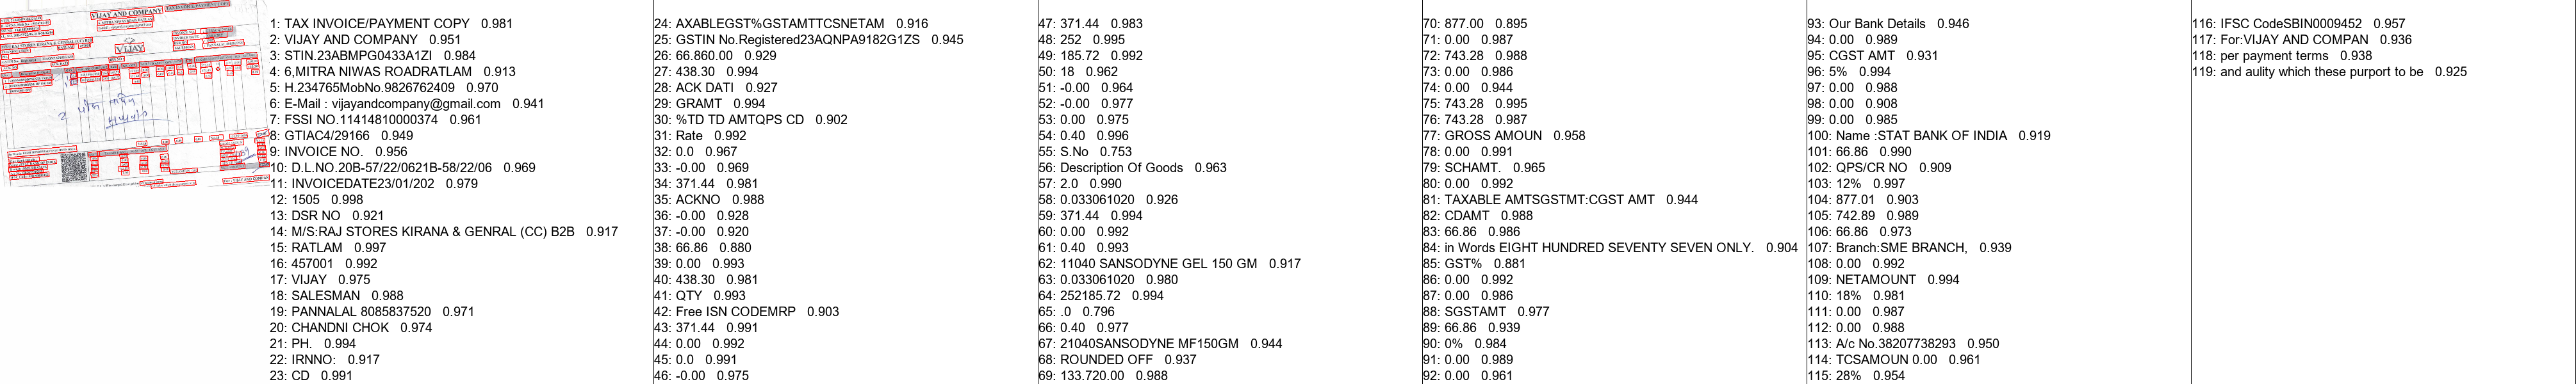 VIJAY AND COMPANY
VIJAY
1: TAX INVOICE/PAYMENT COPY 0.981
2: VIJAY AND COMPANY 0.951
3: STIN.23ABMPG0433A1ZI 0.984
4: 6,MITRA NIWAS ROADRATLAM 0.913
5: H.234765MobNo.9826762409 0.970
6: E-Mail : vijayandcompany@gmail.com 0.941
7: FSSI NO.11414810000374 0.961
8: GTIAC4/29166 0.949
9: INVOICE NO. 0.956
10: D.L.NO.20B-57/22/0621B-58/22/06 0.969
11: INVOICEDATE23/01/202 0.979
12: 1505 0.998
13: DSR NO 0.921
14: M/S:RAJ STORES KIRANA & GENRAL (CC) B2B 0.917
15: RATLAM 0.997
16: 457001 0.992
17: VIJAY 0.975
18: SALESMAN 0.988
19: PANNALAL 8085837520 0.971
20: CHANDNI CHOK 0.974
21: PH. 0.994
22: IRNNO: 0.917
23: CD 0.991
24: AXABLEGST%GSTAMTTCSNETAM 0.916
25: GSTIN No.Registered23AQNPA9182G1ZS 0.945
26: 66.860.00 0.929
27: 438.30 0.994
28: ACK DATI 0.927
29: GRAMT 0.994
30: %TD TD AMTQPS CD 0.902
31: Rate 0.992
32: 0.0 0.967
33: -0.00 0.969
34: 371.44 0.981
35: ACKNO 0.988
36: -0.00 0.928
37: -0.00 0.920
38: 66.86 0.880
39: 0.00 0.993
40: 438.30 0.981
41: QTY 0.993
42: Free ISN CODEMRP 0.903
43: 371.44 0.991
44: 0.00 0.992
45: 0.0 0.991
46: -0.00 0.975
47: 371.44 0.983
48: 252 0.995
49: 185.72 0.992
50: 18 0.962
51: -0.00 0.964
52: -0.00 0.977
53: 0.00 0.975
54: 0.40 0.996
55: S.No 0.753
56: Description Of Goods 0.963
57: 2.0 0.990
58: 0.033061020 0.926
59: 371.44 0.994
60: 0.00 0.992
61: 0.40 0.993
62: 11040 SANSODYNE GEL 150 GM 0.917
63: 0.033061020 0.980
64: 252185.72 0.994
65: .0 0.796
66: 0.40 0.977
67: 21040SANSODYNE MF150GM 0.944
68: ROUNDED OFF 0.937
69: 133.720.00 0.988
70: 877.00 0.895
71: 0.00 0.987
72: 743.28 0.988
73: 0.00 0.986
74: 0.00 0.944
75: 743.28 0.995
76: 743.28 0.987
77: GROSS AMOUN 0.958
78: 0.00 0.991
79: SCHAMT. 0.965
80: 0.00 0.992
81: TAXABLE AMTSGSTMT:CGST AMT 0.944
82: CDAMT 0.988
83: 66.86 0.986
84: in Words EIGHT HUNDRED SEVENTY SEVEN ONLY. 0.904
85: GST% 0.881
86: 0.00 0.992
87: 0.00 0.986
88: SGSTAMT 0.977
89: 66.86 0.939
90: 0% 0.984
91: 0.00 0.989
92: 0.00 0.961
93: Our Bank Details 0.946
94: 0.00 0.989
95: CGST AMT 0.931
96: 5% 0.994
97: 0.00 0.988
98: 0.00 0.908
99: 0.00 0.985
100: Name :STAT BANK OF INDIA 0.919
101: 66.86 0.990
102: QPS/CR NO 0.909
103: 12% 0.997
104: 877.01 0.903
105: 742.89 0.989
106: 66.86 0.973
107: Branch:SME BRANCH, 0.939
108: 0.00 0.992
109: NETAMOUNT 0.994
110: 18% 0.981
111: 0.00 0.987
112: 0.00 0.988
113: A/c No.38207738293 0.950
114: TCSAMOUN 0.00 0.961
115: 28% 0.954
116: IFSC CodeSBIN0009452 0.957
117: For:VIJAY AND COMPAN 0.936
118: per payment terms 0.938
119: and aulity which these purport to be 0.925